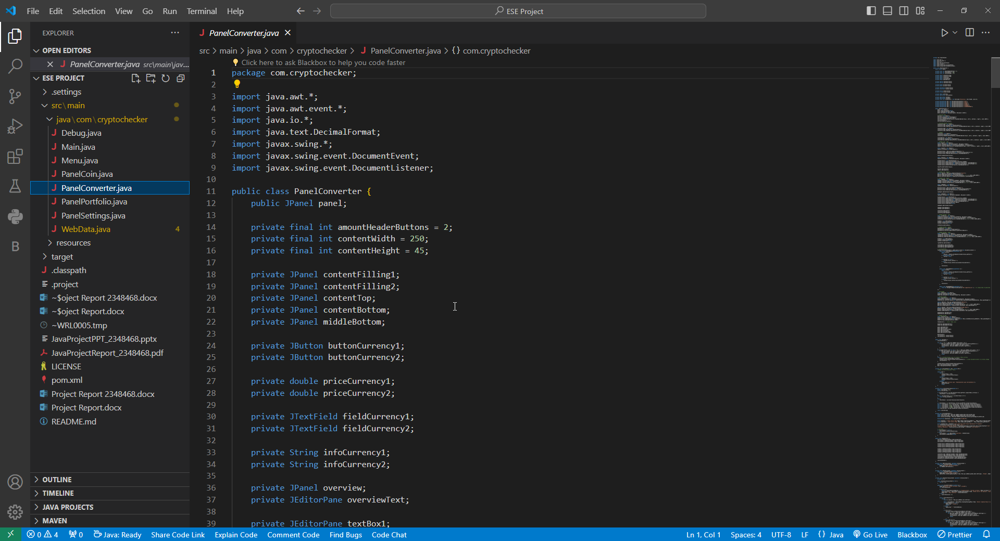 File Edit Selection View Go Run Terminal Help
ESE Project
EXPLORER
OPEN EDITORS
PanelConverter.java src\main\jav...
ESE PROJECT
.settings
src\main
java\com\cryptochecker
Debug.java
Main.java
Menu.java
PanelCoin.java
PanelConverter.java
PanelPortfolio.java
PanelSettings.java
WebData.java 4
resources
target
.classpath
.project
~$oject Report 2348468.docx
~$oject Report.docx
~WRL0005.tmp
JavaProjectPPT_2348468.pptx
JavaProjectReport_2348468.pdf
LICENSE
pom.xml
Project Report 2348468.docx
Project Report.docx
README.md
OUTLINE
TIMELINE
JAVA PROJECTS
MAVEN
PanelConverter.java
src > main > java > com > cryptochecker > J PanelConverter.java > {} com.cryptochecker
Click here to ask Blackbox to help you code faster
1 package com.cryptochecker;
2
3 import java.awt.*;
4 import java.awt.event.*;
5 import java.io.*;
6 import java.text.DecimalFormat;
7 import javax.swing.*;
8 import javax.swing.event.DocumentEvent;
9 import javax.swing.event.DocumentListener;
10
11 public class PanelConverter {
12 public JPanel panel;
13
14 private final int amountHeaderButtons = 2;
15 private final int contentWidth = 250;
16 private final int contentHeight = 45;
17
18 private JPanel contentFilling1;
19 private JPanel contentFilling2;
20 private JPanel contentTop;
21 private JPanel contentBottom;
22 private JPanel middleBottom;
23
24 private JButton buttonCurrency1;
25 private JButton buttonCurrency2;
26
27 private double priceCurrency1;
28 private double priceCurrency2;
29
30 private JTextField fieldCurrency1;
31 private JTextField fieldCurrency2;
32
33 private String infoCurrency1;
34 private String infoCurrency2;
35
36 private JPanel overview;
37 private JEditorPane overviewText;
38
39 private JEditorPane textBox1;
0 4 0 Java: Ready Share Code Link Explain Code Comment Code Find Bugs Code Chat Ln 1, Col 1 Spaces: 4 UTF-8 LF {} Java Go Live Blackbox Prettier